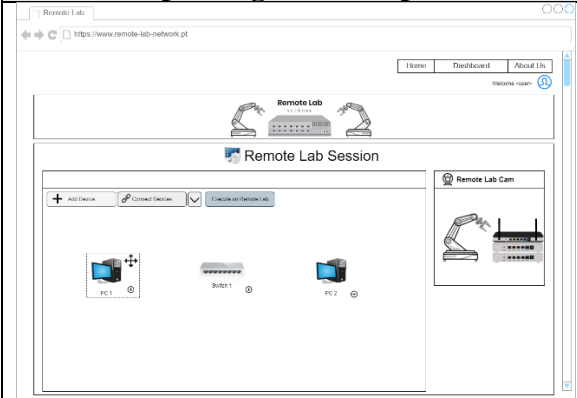 Remote Lab
https://www.remote-lab-network.pt
Home Dashboard About Us
Welcome <user>
Remote Lab
Remote Lab Session
Add Device Connect Devices Execute on Remote Lab
Remote Lab Cam
PC 1
Switch 1
PC 2